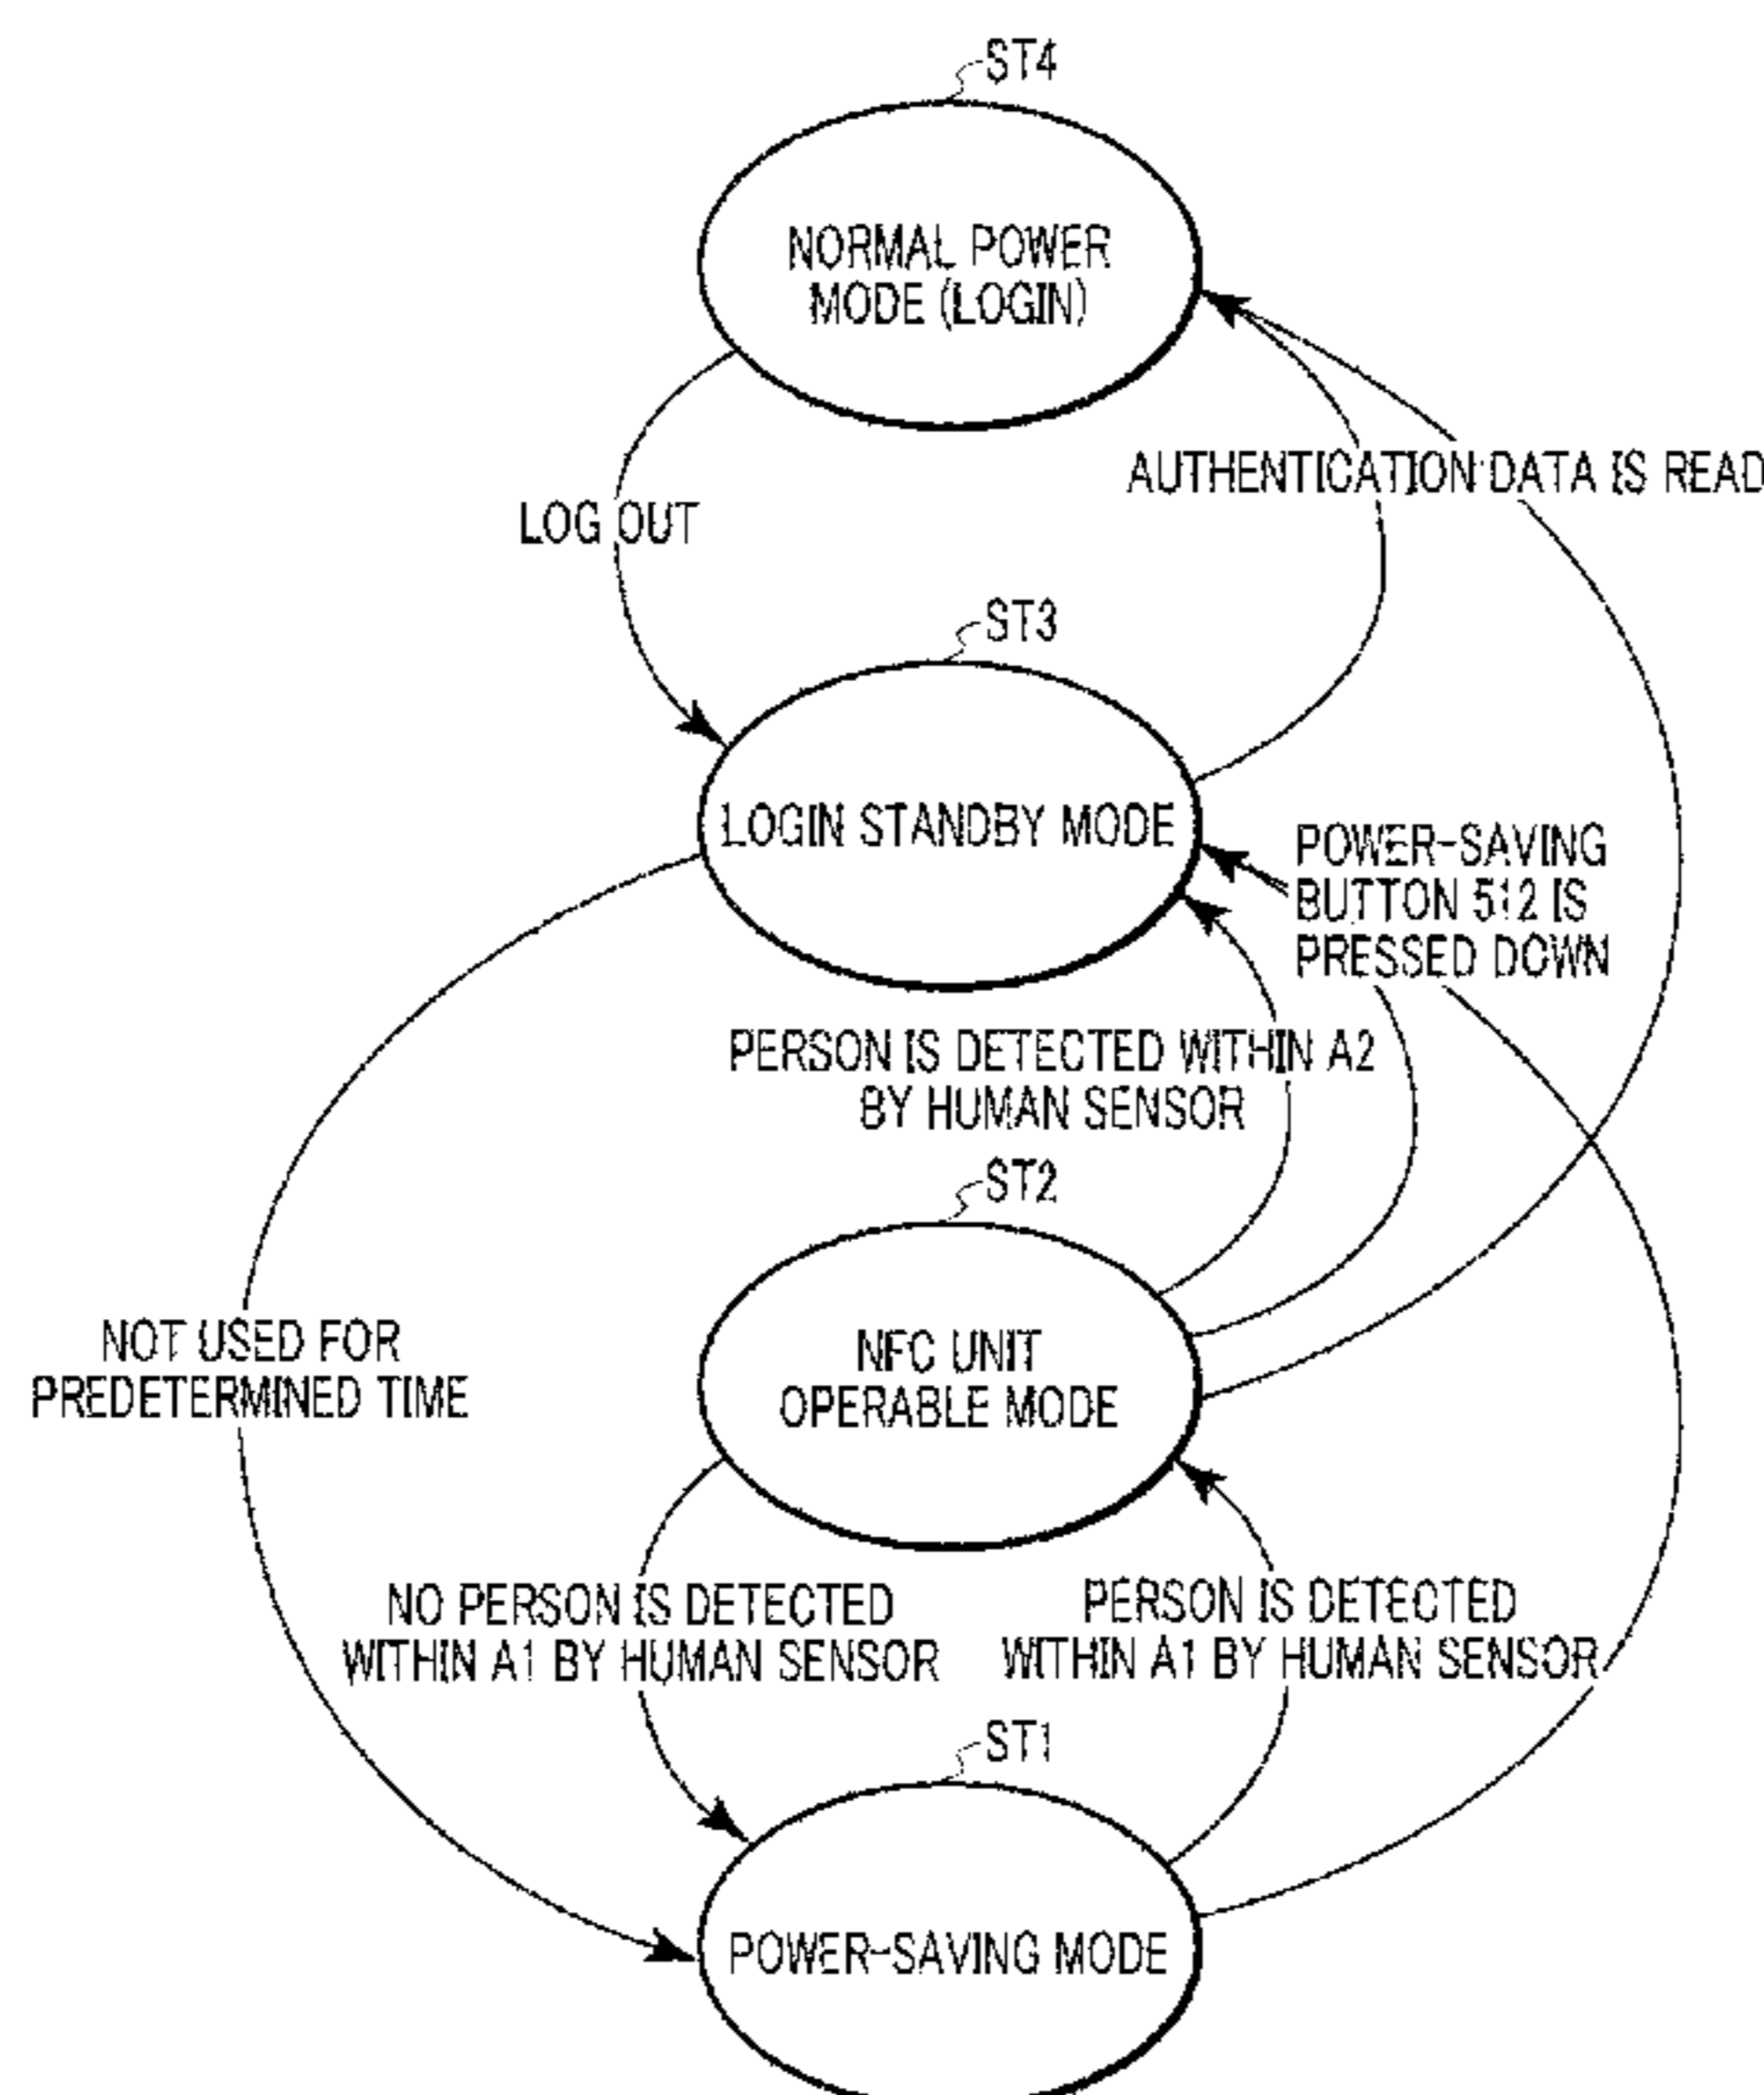 ST4
NORMAL POWER
MODE (LOGIN)
AUTHENTICATION DATA IS READ
LOG OUT
ST3
LOGIN STANDBY MODE
POWER-SAVING
BUTTON 512 IS
PRESSED DOWN
PERSON IS DETECTED WITHIN A2
BY HUMAN SENSOR
ST2
NOT USED FOR
PREDETERMINED TIME
NFC UNIT
OPERABLE MODE
NO PERSON IS DETECTED
WITHIN A1 BY HUMAN SENSOR
PERSON IS DETECTED
WITHIN A1 BY HUMAN SENSOR
ST1
POWER-SAVING MODE